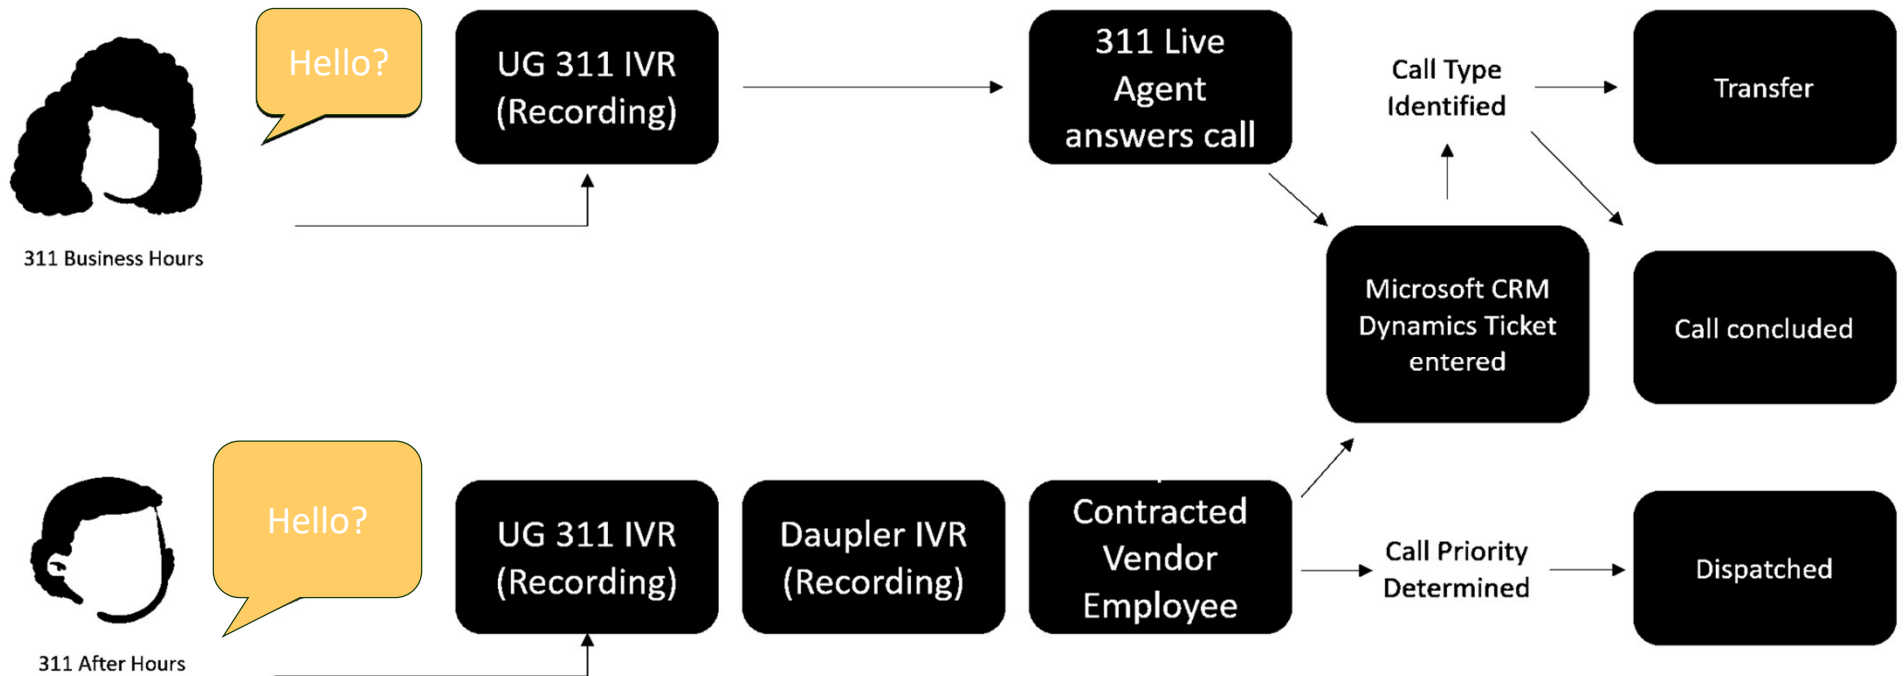 Hello?
UG 311 IVR
(Recording)
311 Live
Agent
answers call
Call Type
Identified
Transfer
311 Business Hours
Microsoft CRM
Dynamics Ticket
entered
Call concluded
Hello?
UG 311 IVR
(Recording)
Daupler IVR
(Recording)
Contracted
Vendor
Employee
Call Priority
Determined
Dispatched
311 After Hours